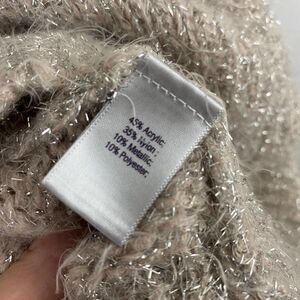 45% Acrylic:
35% Nylon :
10% Metallic:
10% Polyester: